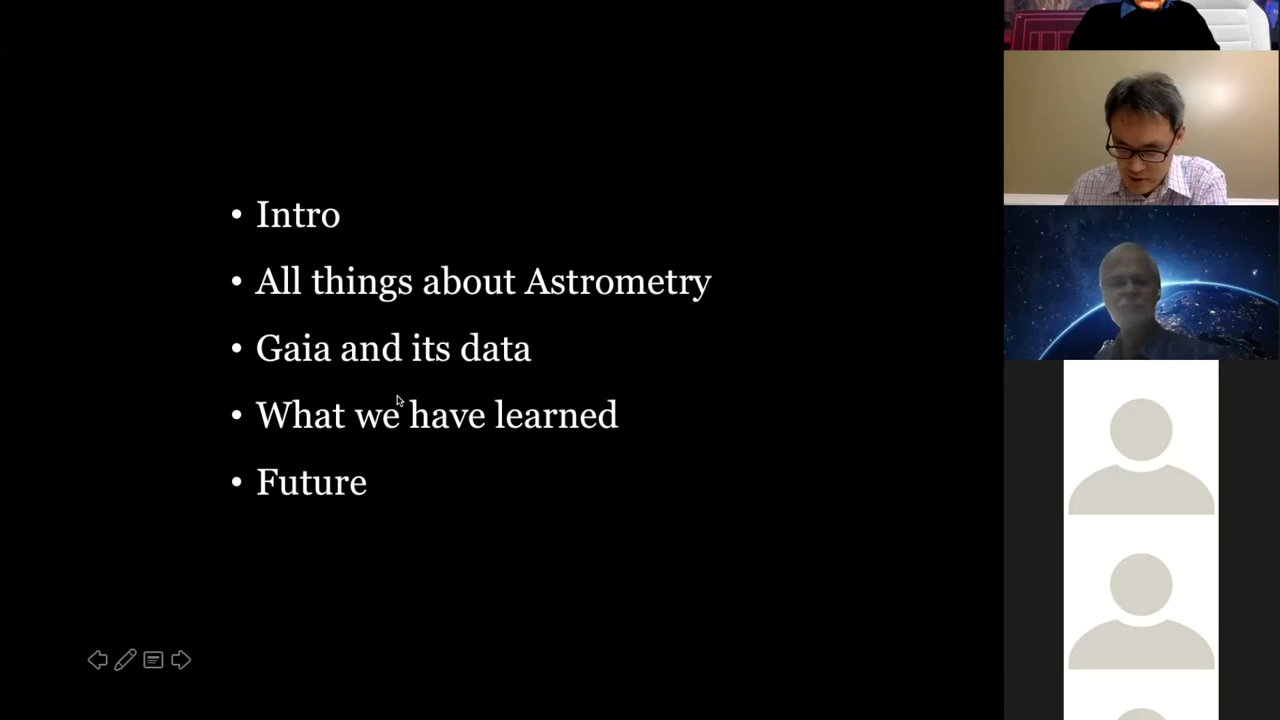 • Intro
• All things about Astrometry
• Gaia and its data
• What we have learned
• Future